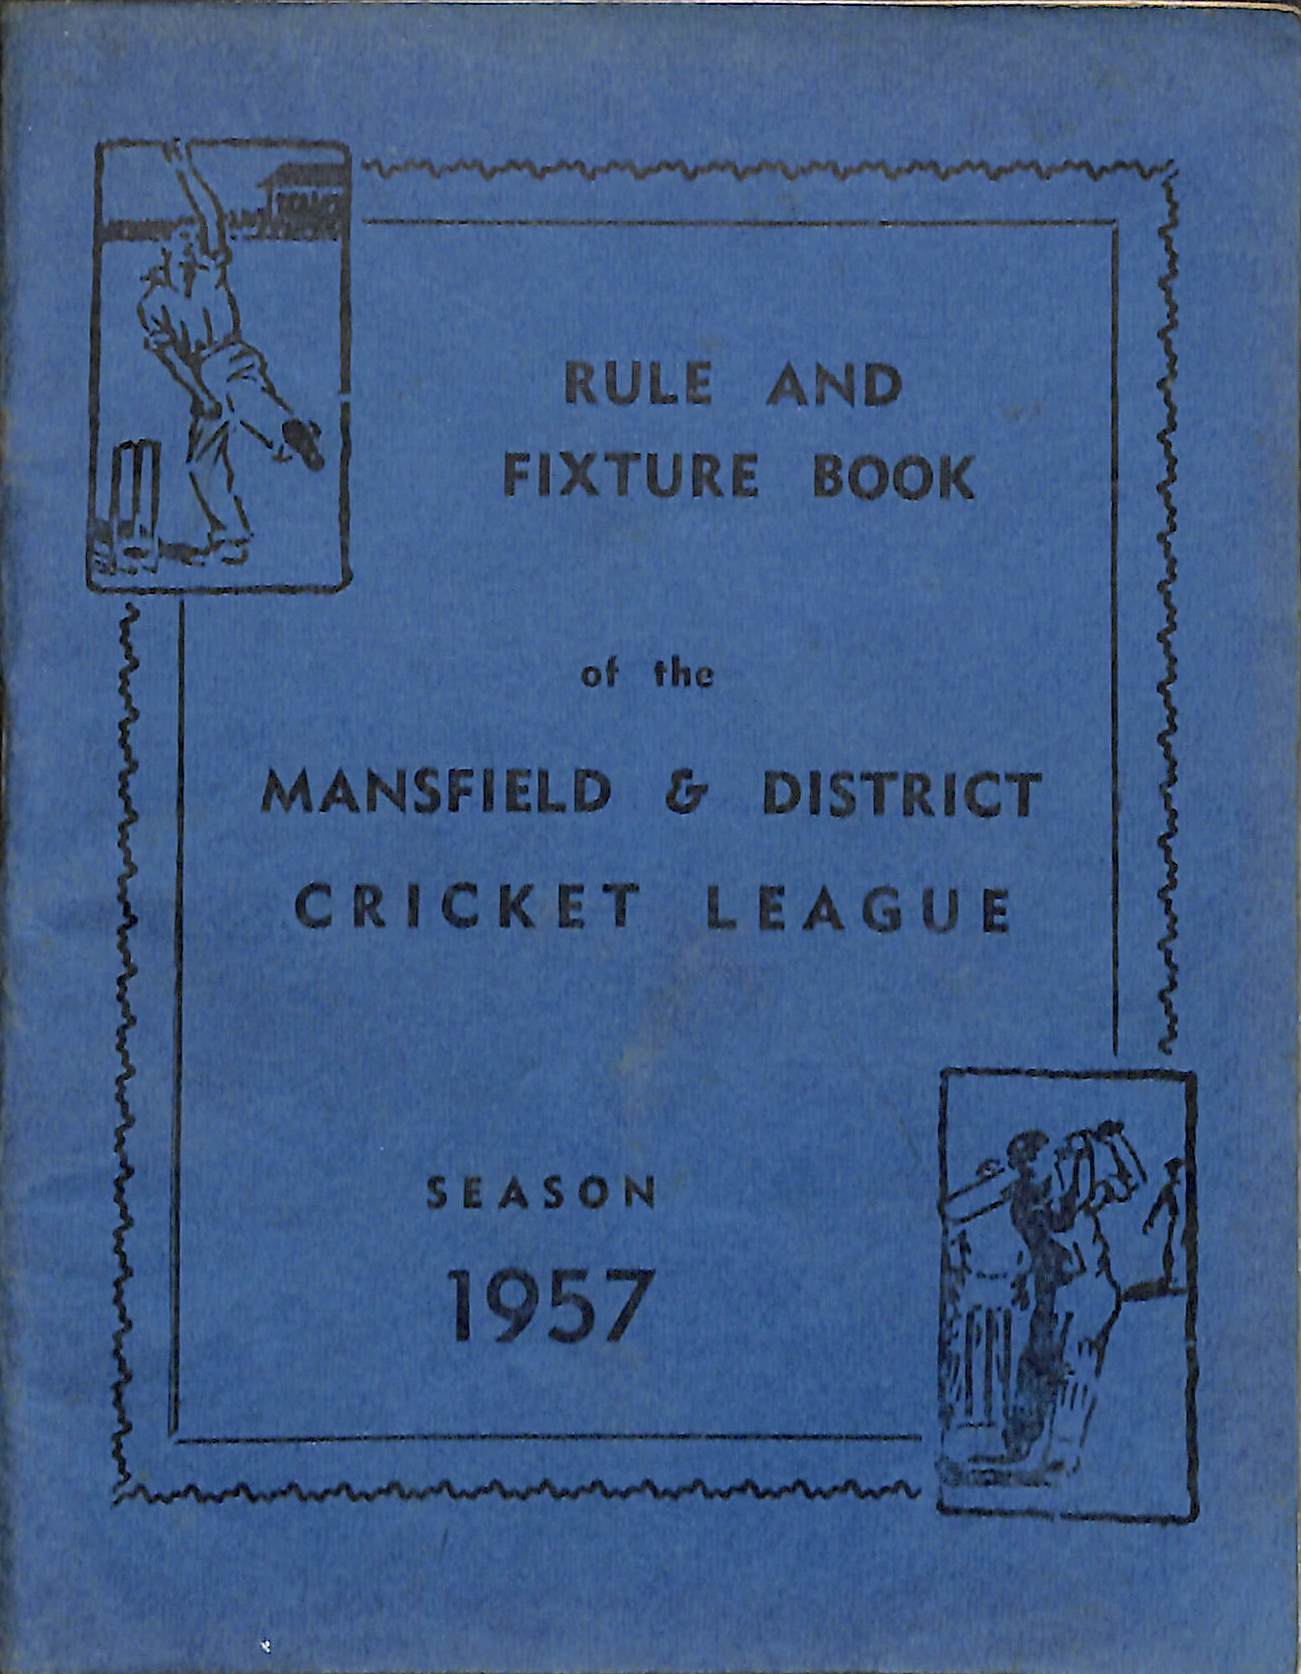 RULE AND
FIXTURE BOOK
of the
MANSFIELD & DISTRICT
CRICKET LEAGUE
SEASON
1957